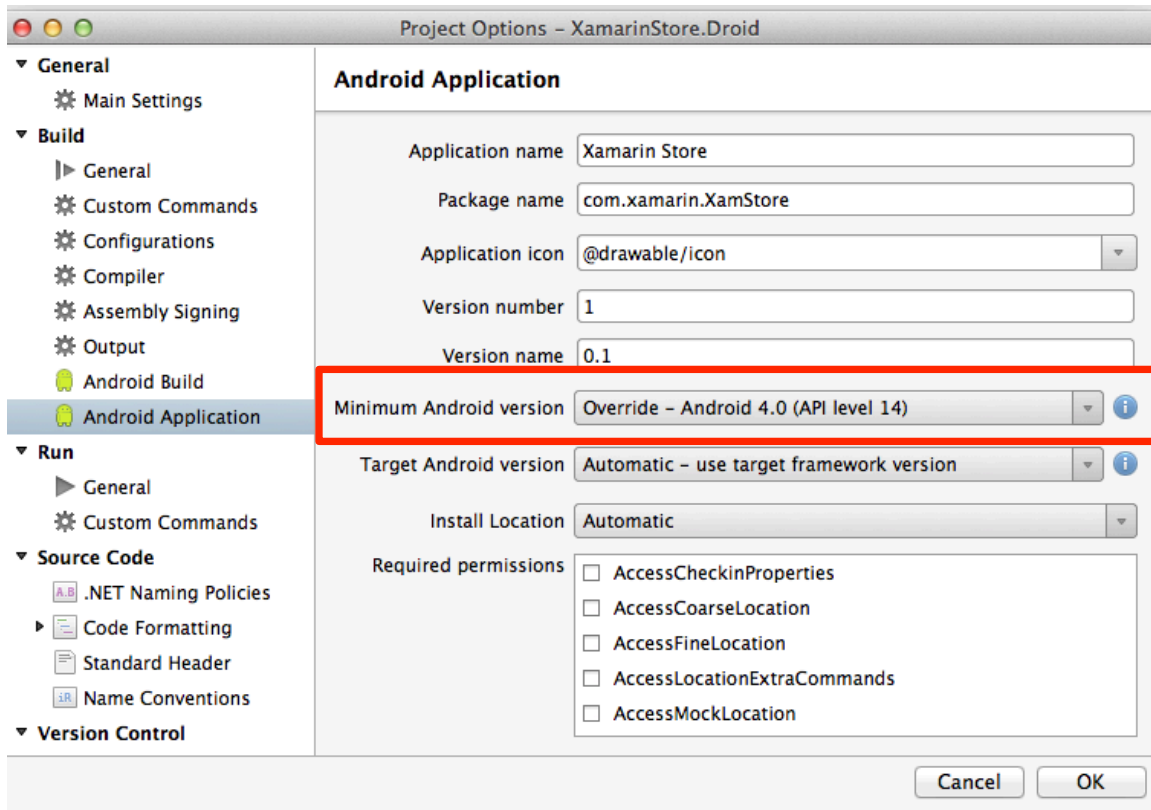 Project Options – XamarinStore.Droid
General
Main Settings
Build
General
Custom Commands
Configurations
Compiler
Assembly Signing
Output
Android Build
Android Application
Run
General
Custom Commands
Source Code
A.B .NET Naming Policies
Code Formatting
Standard Header
iR Name Conventions
Version Control
Android Application
Application name Xamarin Store
Package name com.xamarin.XamStore
Application icon @drawable/icon
Version number 1
Version name 0.1
Minimum Android version Override – Android 4.0 (API level 14) i
Target Android version Automatic – use target framework version i
Install Location Automatic
Required permissions AccessCheckinProperties
AccessCoarseLocation
AccessFineLocation
AccessLocationExtraCommands
AccessMockLocation
Cancel OK